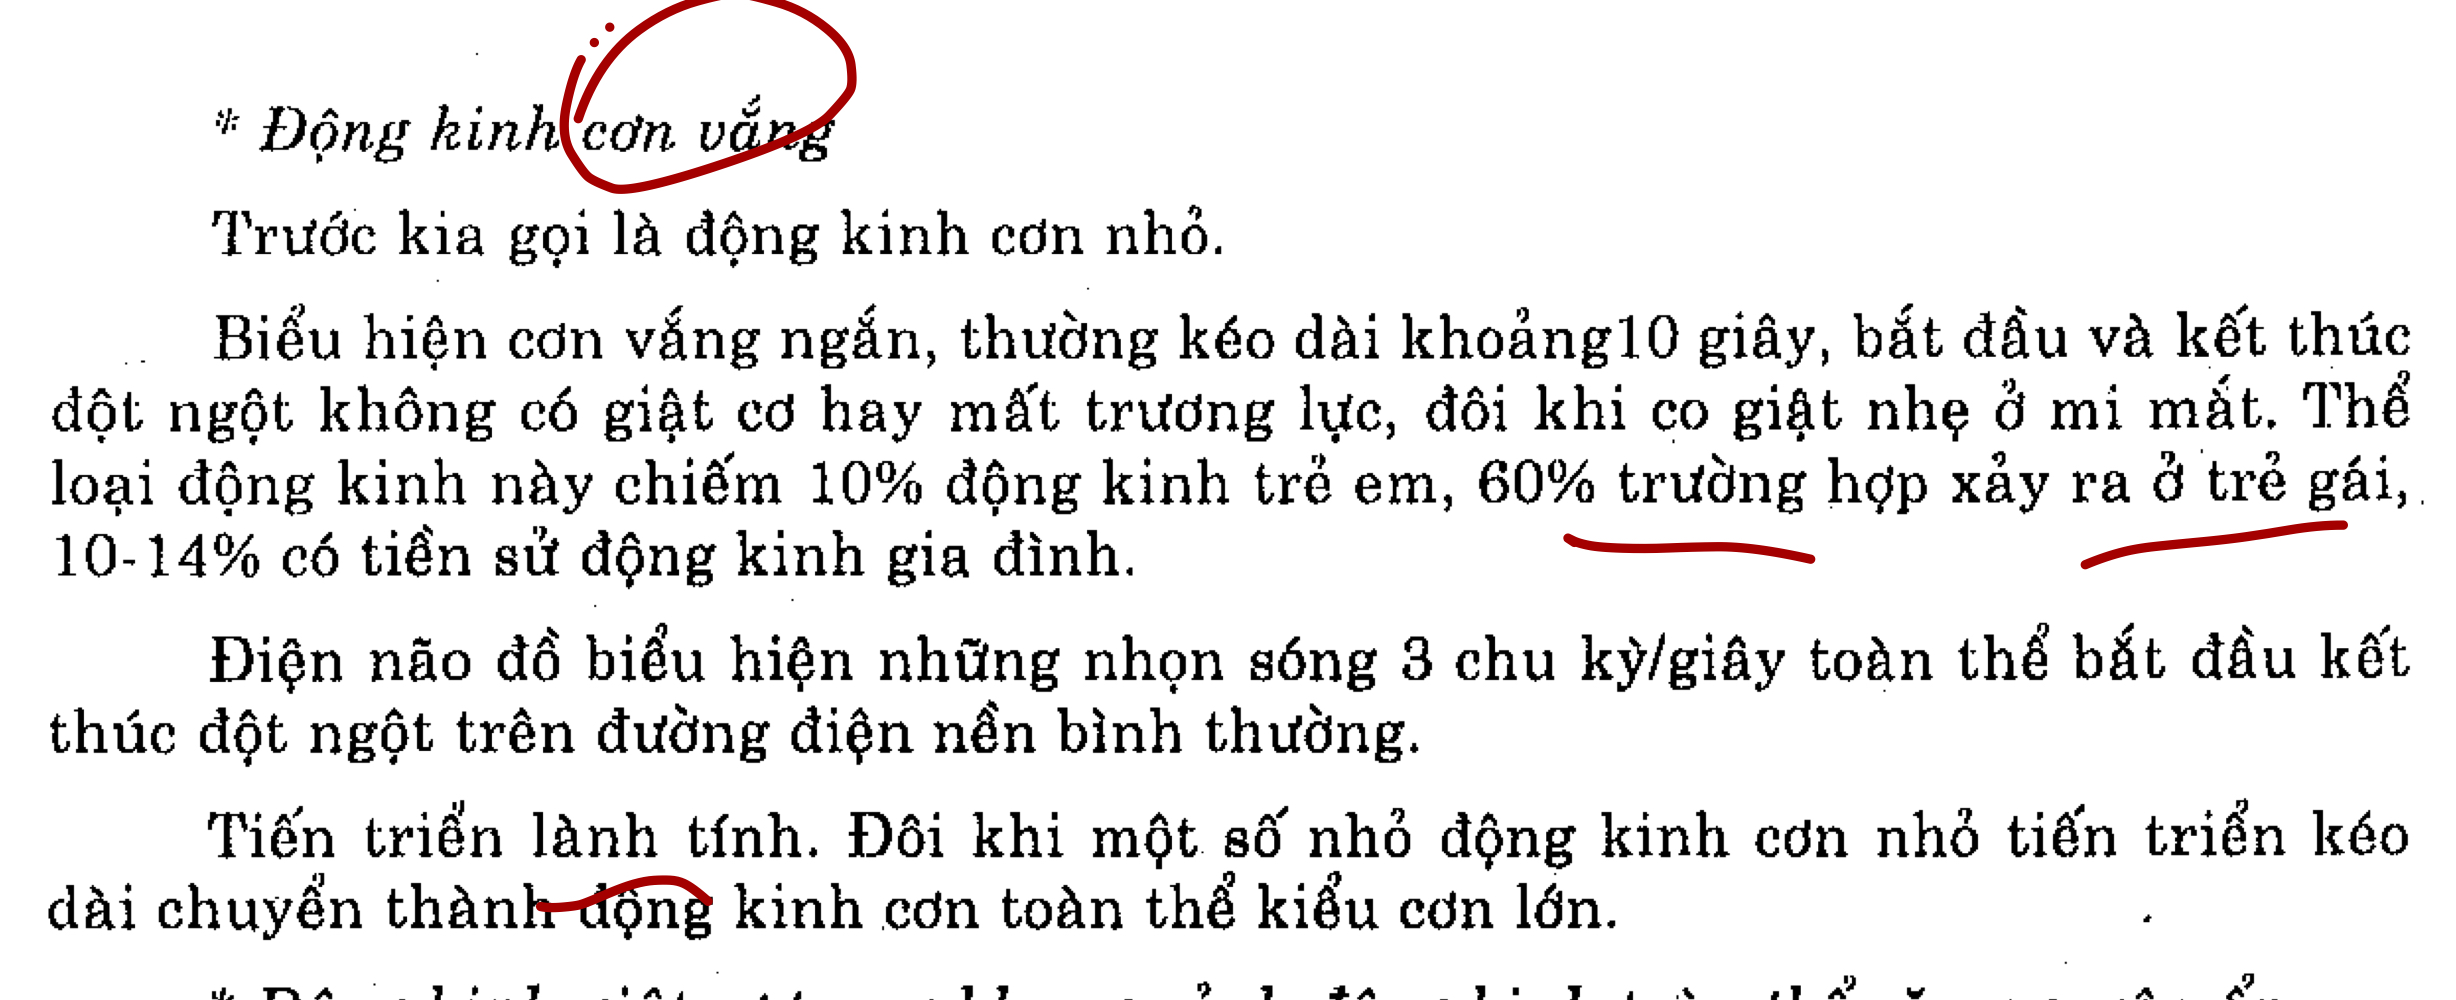 * Động kinh cơn vắng
Trước kia gọi là động kinh cơn nhỏ.
Biểu hiện cơn vắng ngắn, thường kéo dài khoảng10 giây, bắt đầu và kết thúc
đột ngột không có giật cơ hay mất trương lực, đôi khi co giật nhẹ ở mi mắt. Thể
loại động kinh này chiếm 10% động kinh trẻ em, 60% trường hợp xảy ra ở trẻ gái,
10-14% có tiền sử động kinh gia đình.
Điện não đồ biểu hiện những nhọn sóng 3 chu kỳ/giây toàn thể bắt đầu kết
thúc đột ngột trên đường điện nền bình thường.
Tiến triển lành tính. Đôi khi một số nhỏ động kinh cơn nhỏ tiến triển kéo
dài chuyển thành động kinh cơn toàn thể kiểu cơn lớn.